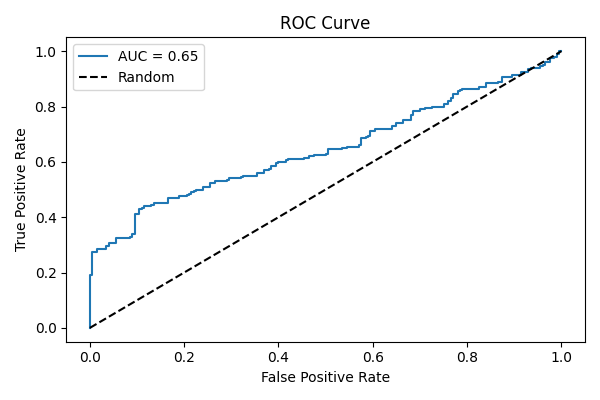 ROC Curve
AUC = 0.65
Random
True Positive Rate
1.0
0.8
0.6
0.4
0.2
0.0
0.0 0.2 0.4 0.6 0.8 1.0
False Positive Rate